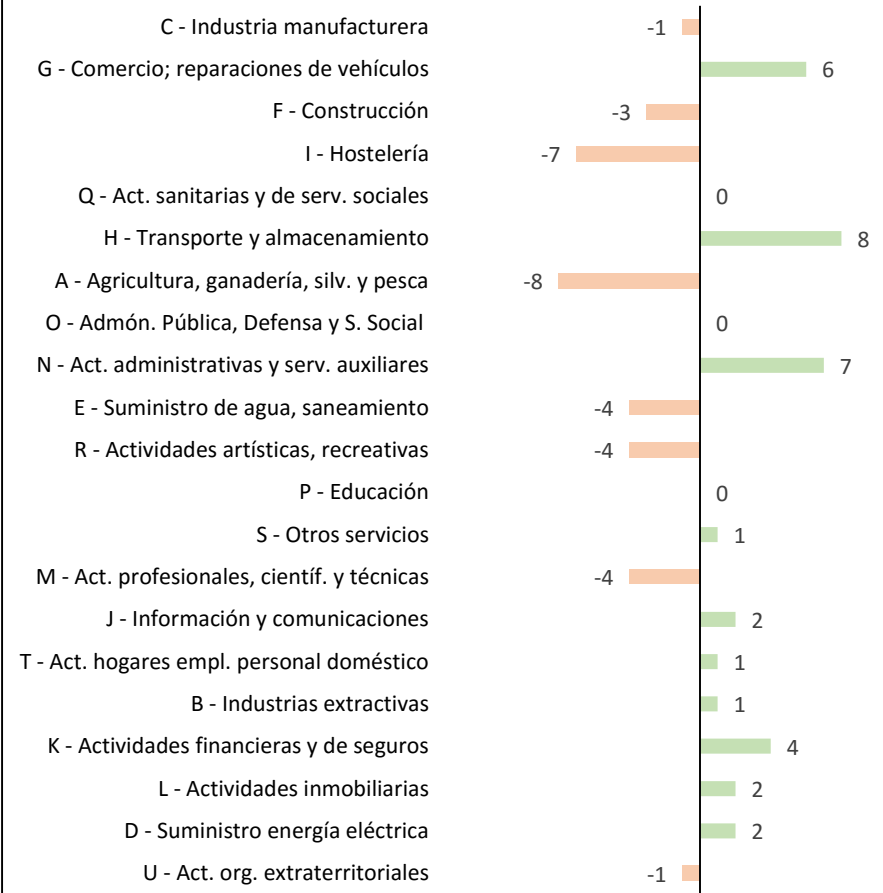 C - Industria manufacturera -1
G - Comercio; reparaciones de vehículos 6
F - Construcción -3
I - Hostelería -7
Q - Act. sanitarias y de serv. sociales 0
H - Transporte y almacenamiento 8
A - Agricultura, ganadería, silv. y pesca -8
O - Admón. Pública, Defensa y S. Social 0
N - Act. administrativas y serv. auxiliares 7
E - Suministro de agua, saneamiento -4
R - Actividades artísticas, recreativas -4
P - Educación 0
S - Otros servicios 1
M - Act. profesionales, científ. y técnicas -4
J - Información y comunicaciones 2
T - Act. hogares empl. personal doméstico 1
B - Industrias extractivas 1
K - Actividades financieras y de seguros 4
L - Actividades inmobiliarias 2
D - Suministro energía eléctrica 2
U - Act. org. extraterritoriales -1